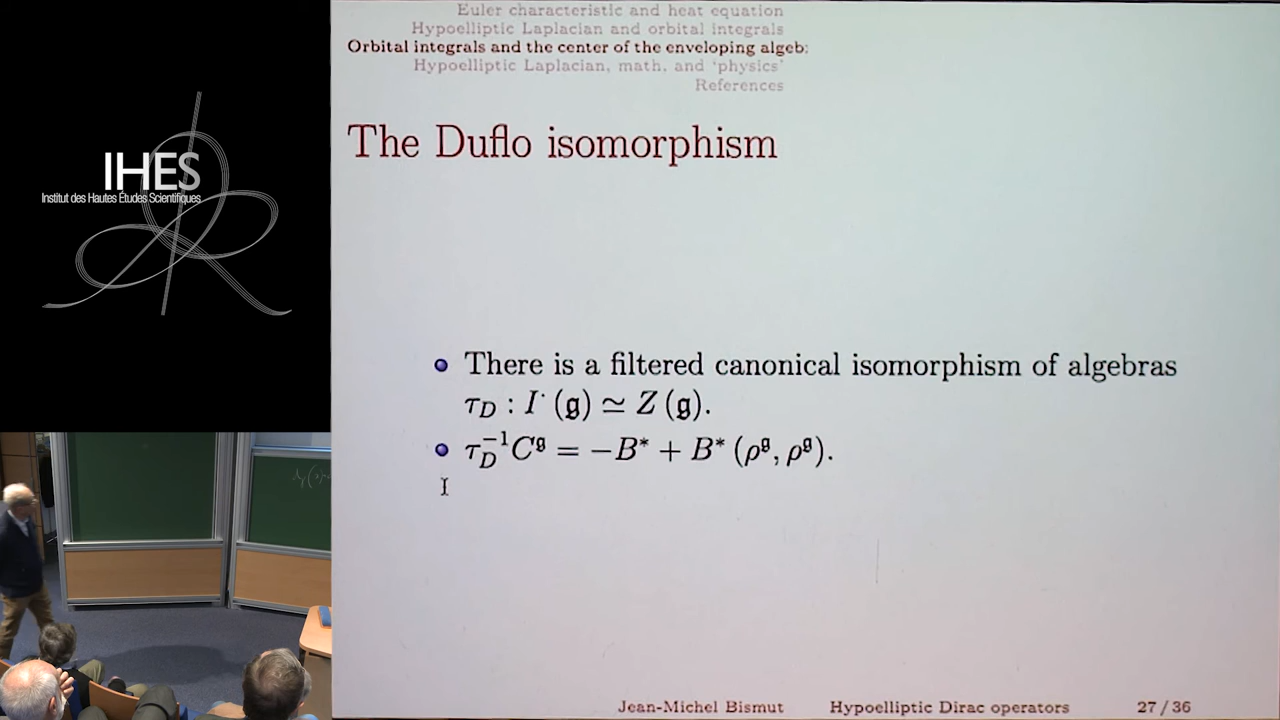 IHES
Institut des Hautes Études Scientifiques
Euler characteristic and heat equation
Hypoelliptic Laplacian and orbital integrals
Orbital integrals and the center of the enveloping algeb:
Hypoelliptic Laplacian, math, and ‘physics’
References
The Duflo isomorphism
There is a filtered canonical isomorphism of algebras
τ_D : I^· (𝔤) ≃ Z (𝔤).
τ_D^{-1} C^𝔤 = −B* + B* (ρ^𝔤, ρ^𝔤).
Jean-Michel Bismut Hypoelliptic Dirac operators 27 / 36